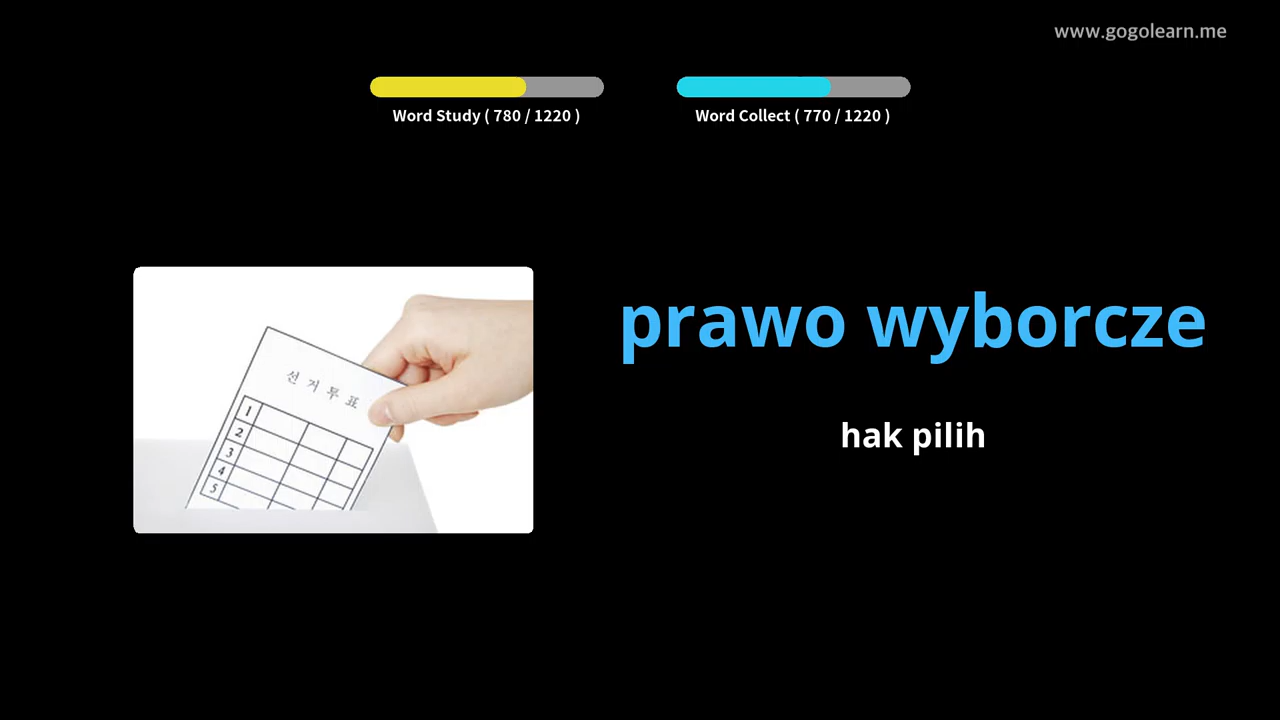 www.gogolearn.me
Word Study ( 780 / 1220 )
Word Collect ( 770 / 1220 )
prawo wyborcze
hak pilih
선거투표
1
2
3
4
5